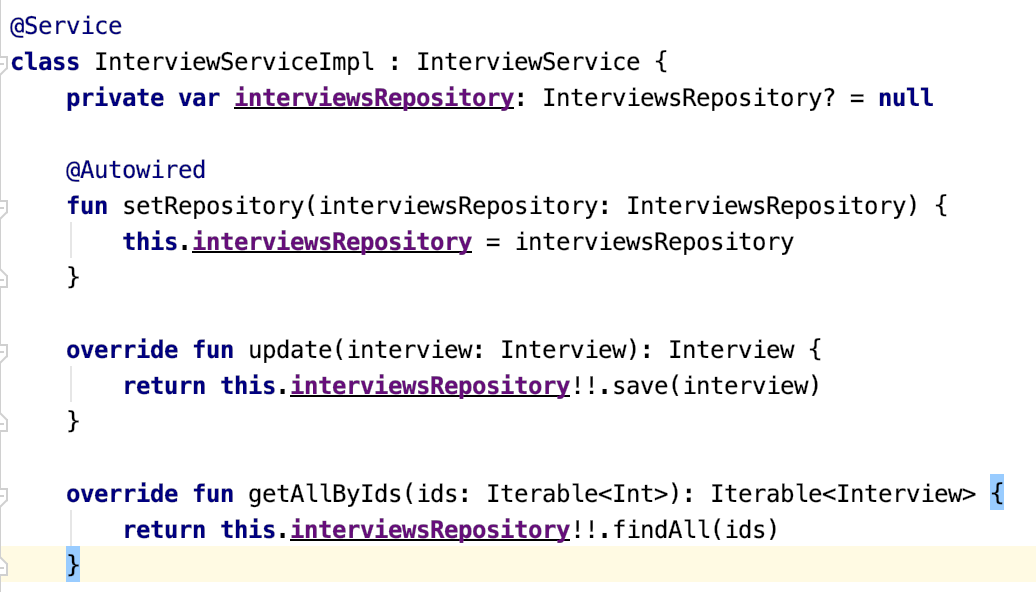 @Service
class InterviewServiceImpl : InterviewService {
    private var interviewsRepository: InterviewsRepository? = null

    @Autowired
    fun setRepository(interviewsRepository: InterviewsRepository) {
        this.interviewsRepository = interviewsRepository
    }

    override fun update(interview: Interview): Interview {
        return this.interviewsRepository!!.save(interview)
    }

    override fun getAllByIds(ids: Iterable<Int>): Iterable<Interview> {
        return this.interviewsRepository!!.findAll(ids)
    }